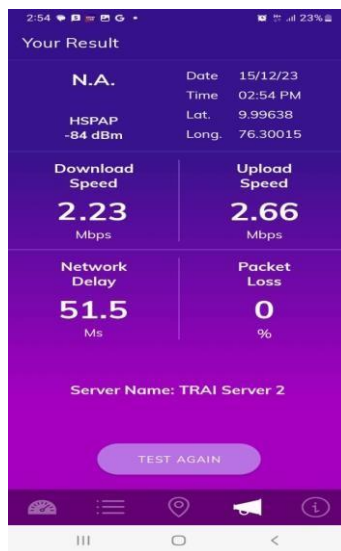 2:54
23%
Your Result
N.A.
HSPAP
-84 dBm
Date 15/12/23
Time 02:54 PM
Lat. 9.99638
Long. 76.30015
Download
Speed
2.23
Mbps
Upload
Speed
2.66
Mbps
Network
Delay
51.5
Ms
Packet
Loss
0
%
Server Name: TRAI Server 2
TEST AGAIN